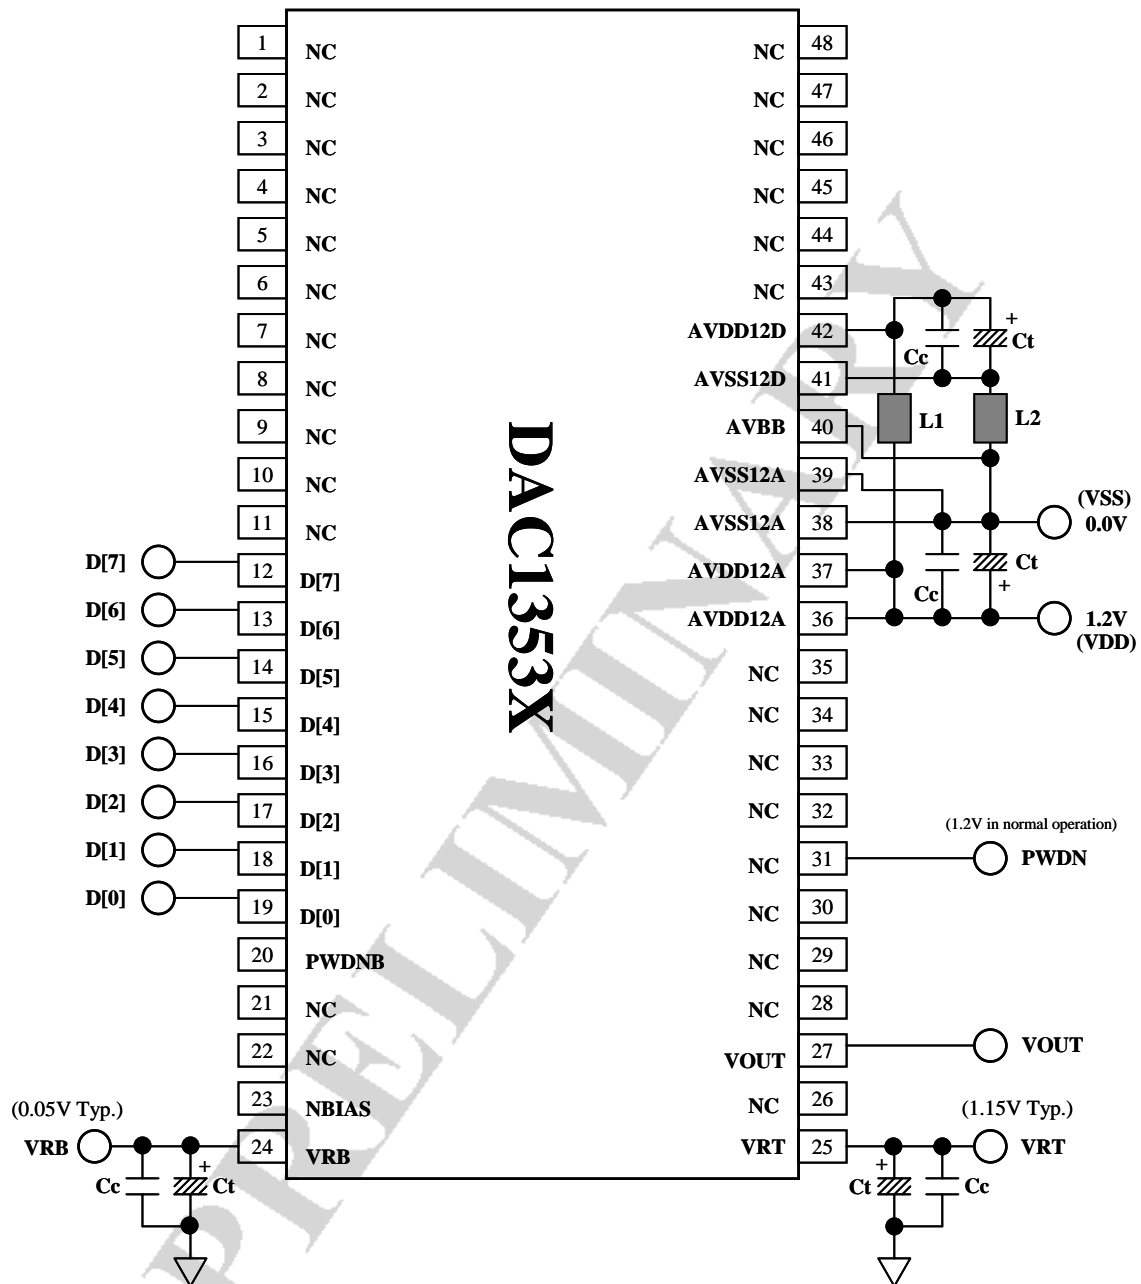 1 NC NC 48
2 NC NC 47
3 NC NC 46
4 NC NC 45
5 NC NC 44
6 NC NC 43
7 NC AVDD12D 42 Cc + Ct
8 NC AVSS12D 41
9 NC AVBB 40 L1 L2
10 NC AVSS12A 39
(VSS)
11 NC AVSS12A 38 0.0V
D[7] 12 D[7] AVDD12A 37 Cc Ct +
D[6] 13 D[6] AVDD12A 36 1.2V
(VDD)
D[5] 14 D[5] NC 35
D[4] 15 D[4] NC 34
D[3] 16 D[3] NC 33
D[2] 17 D[2] NC 32
(1.2V in normal operation)
D[1] 18 D[1] NC 31 PWDN
D[0] 19 D[0] NC 30
20 PWDNB NC 29
21 NC NC 28
22 NC VOUT 27 VOUT
(0.05V Typ.) 23 NBIAS NC 26 (1.15V Typ.)
VRB 24 VRB VRT 25 VRT
Cc + Ct + Ct Cc
DAC1353X
PRELIMINARY